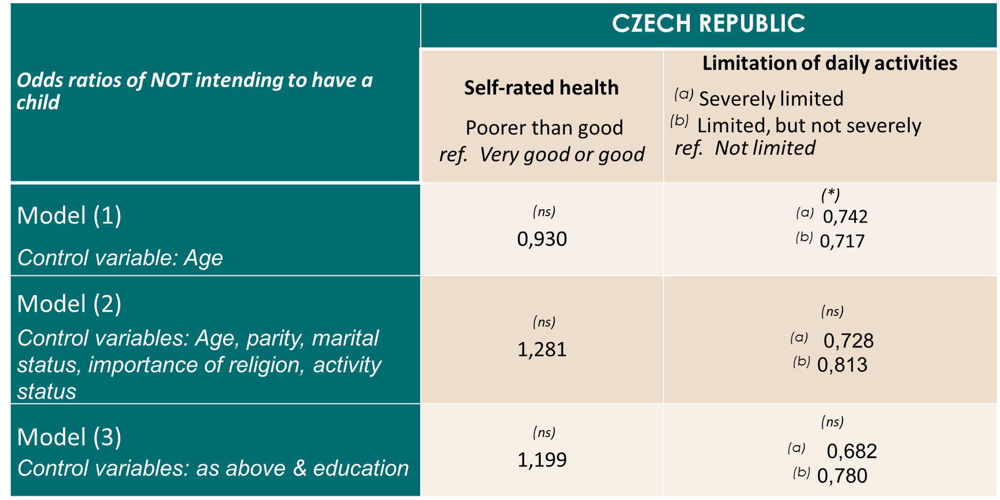 CZECH REPUBLIC
Odds ratios of NOT intending to have a
child
Self-rated health
Poorer than good
ref. Very good or good
Limitation of daily activities
(a) Severely limited
(b) Limited, but not severely
ref. Not limited
Model (1)
Control variable: Age
(ns)
0,930
(*)
(a) 0,742
(b) 0,717
Model (2)
Control variables: Age, parity, marital
status, importance of religion, activity
status
(ns)
1,281
(ns)
(a) 0,728
(b) 0,813
Model (3)
Control variables: as above & education
(ns)
1,199
(ns)
(a) 0,682
(b) 0,780